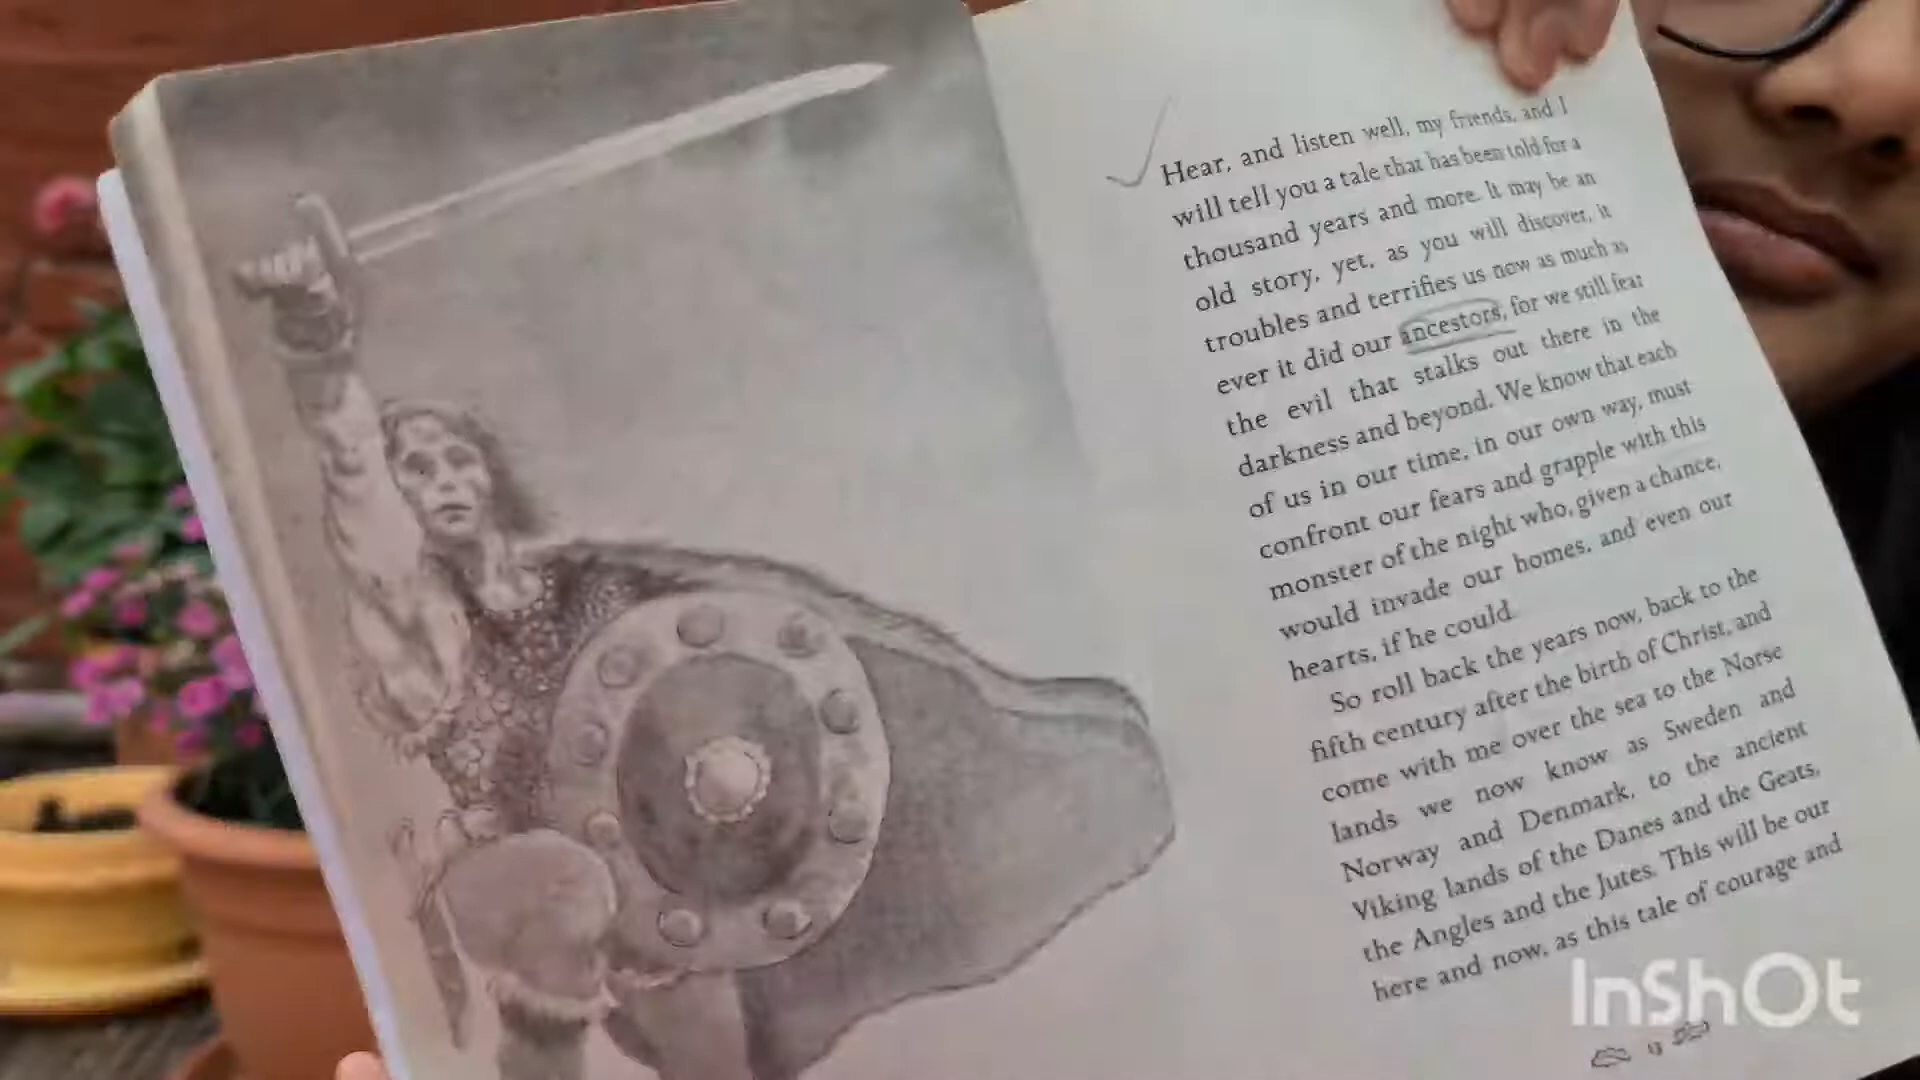 Hear, and listen well, my friends, and I
will tell you a tale that has been told for a
thousand years and more. It may be an
old story, yet, as you will discover, it
troubles and terrifies us now as much as
ever it did our ancestors, for we still fear
the evil that stalks out there in the
darkness and beyond. We know that each
of us in our time, in our own way, must
confront our fears and grapple with this
monster of the night who, given a chance,
would invade our homes, and even our
hearts, if he could.
So roll back the years now, back to the
fifth century after the birth of Christ, and
come with me over the sea to the Norse
lands we now know as Sweden and
Norway and Denmark, to the ancient
Viking lands of the Danes and the Geats,
the Angles and the Jutes. This will be our
here and now, as this tale of courage and
13
InShOt